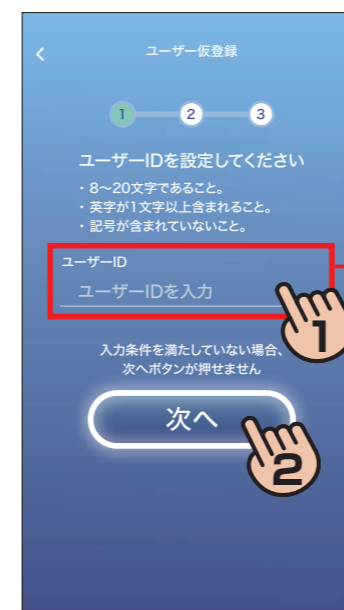 ユーザー仮登録
1 2 3
ユーザーIDを設定してください
・8～20文字であること。
・英字が1文字以上含まれること。
・記号が含まれていないこと。
ユーザーID
ユーザーIDを入力
1
入力条件を満たしていない場合、
次へボタンが押せません
次へ
2